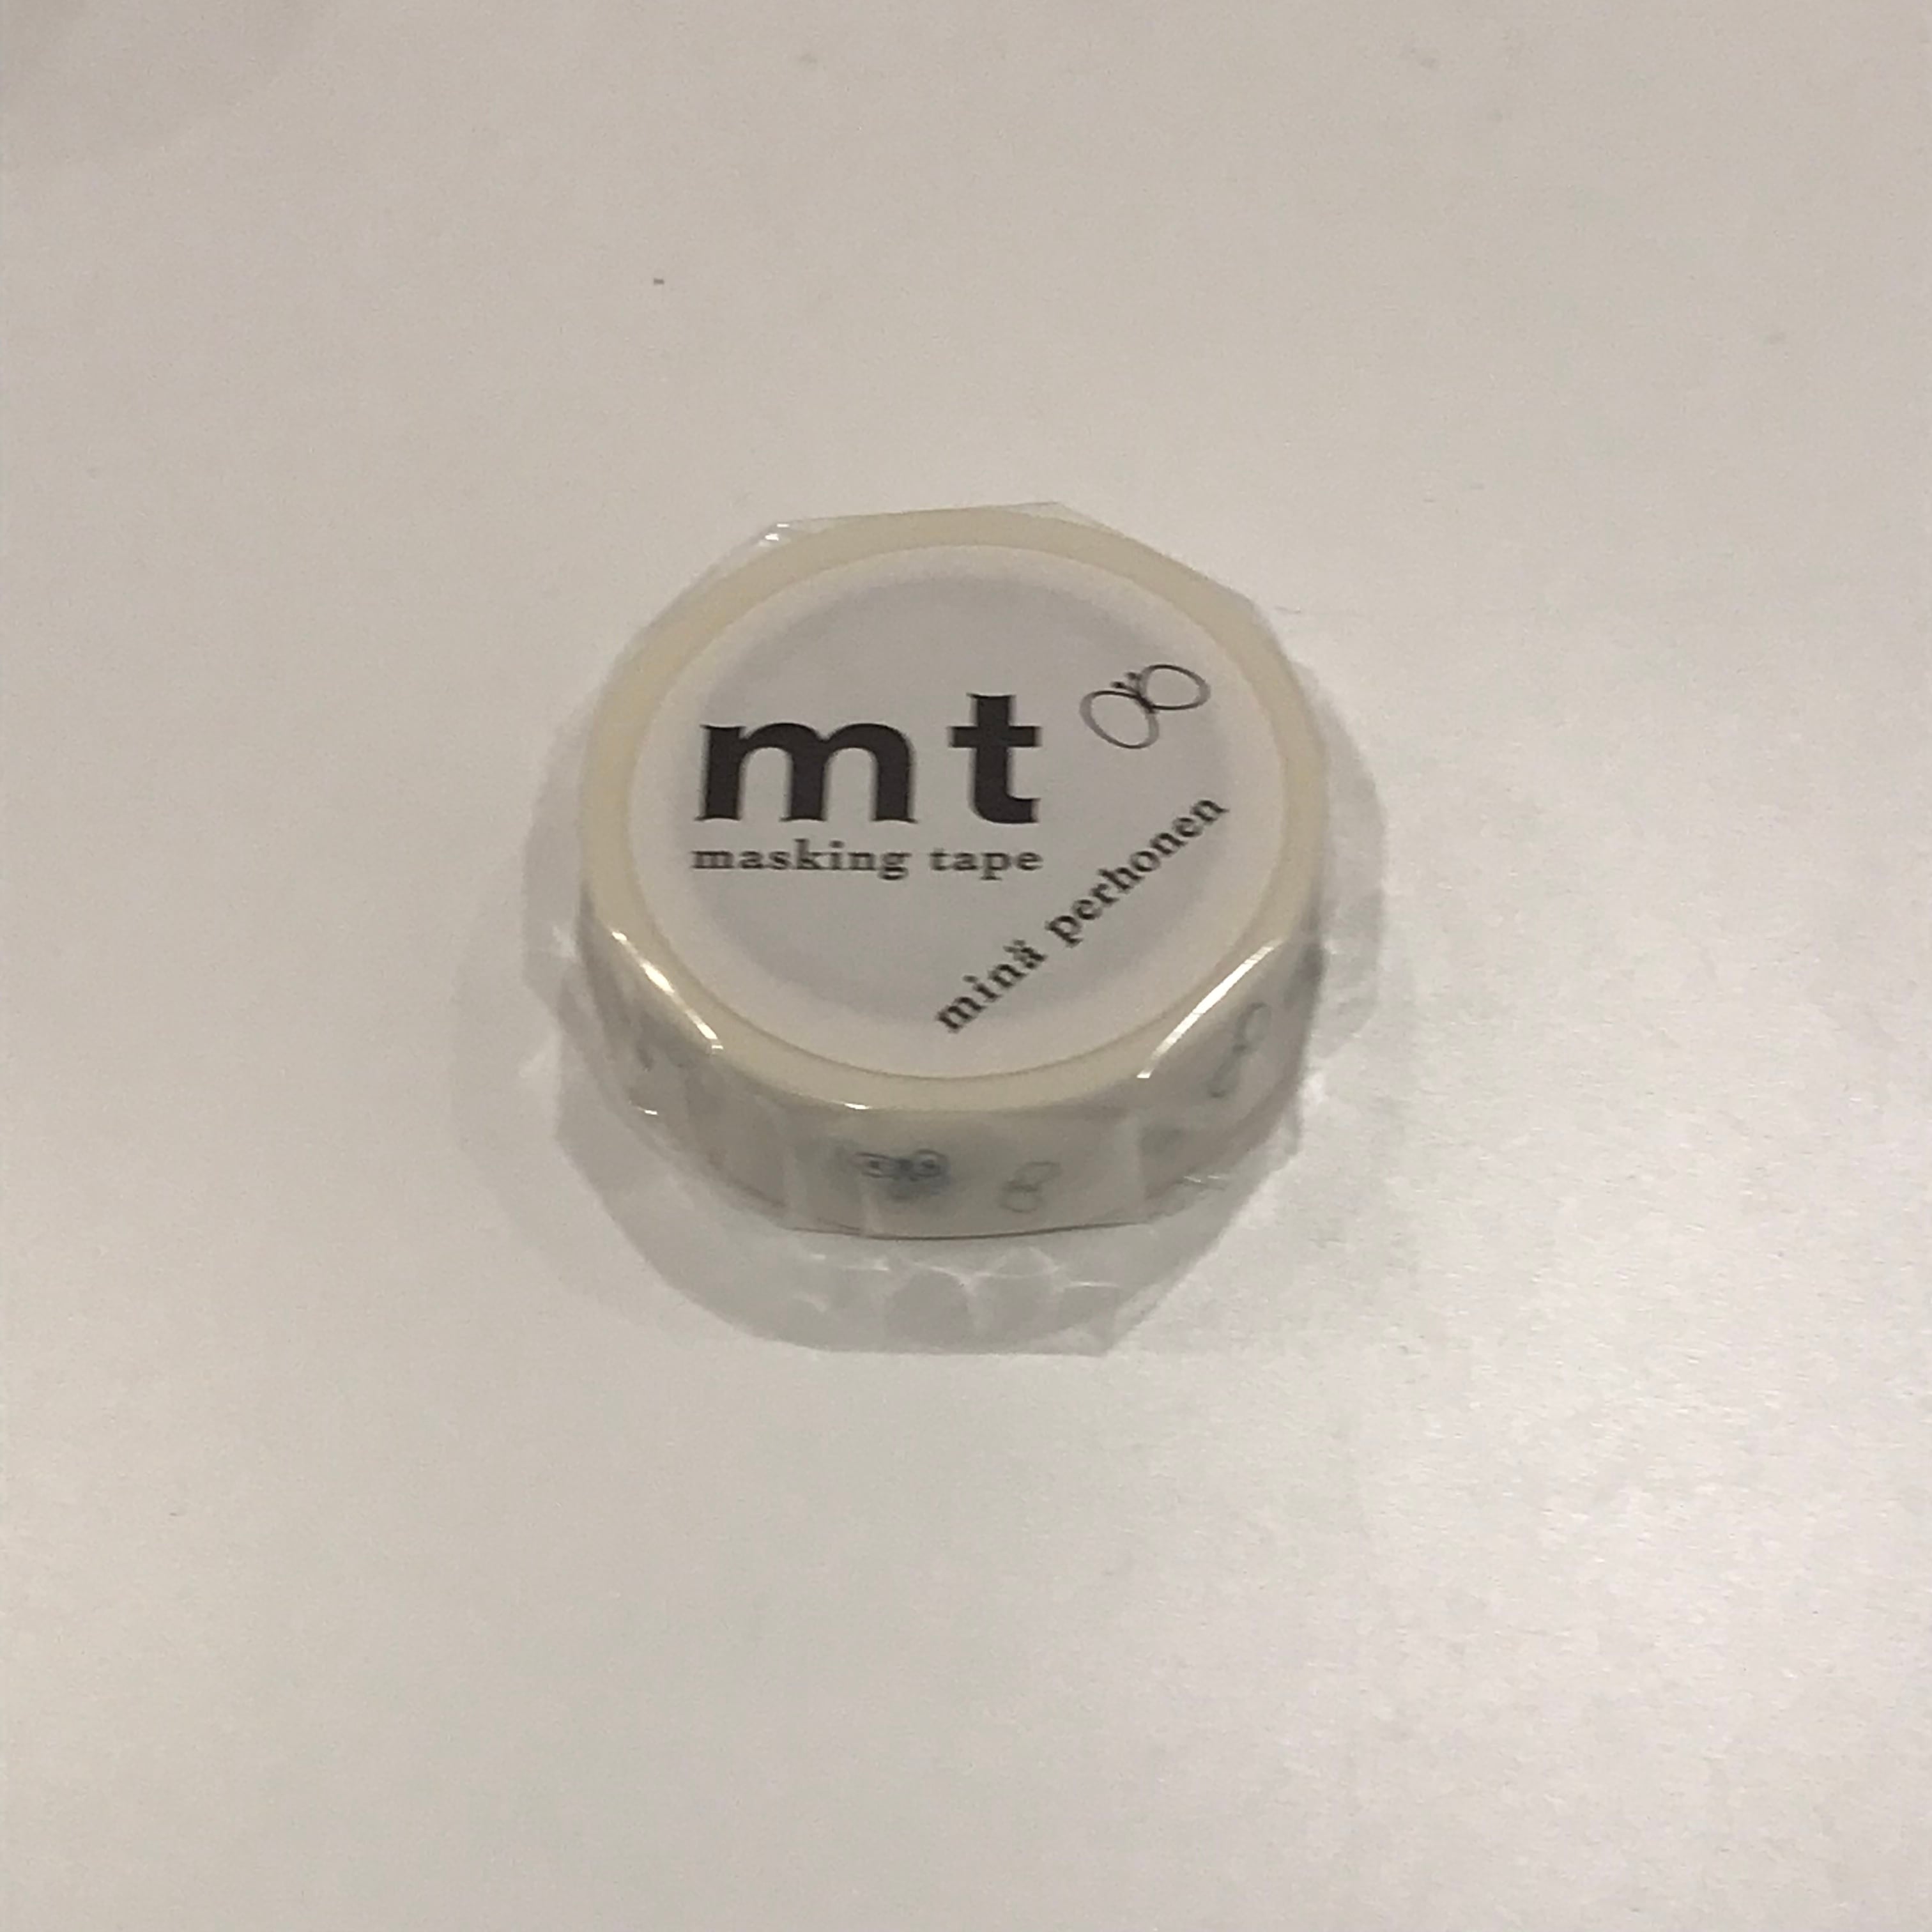 mt
masking tape
minä perhonen